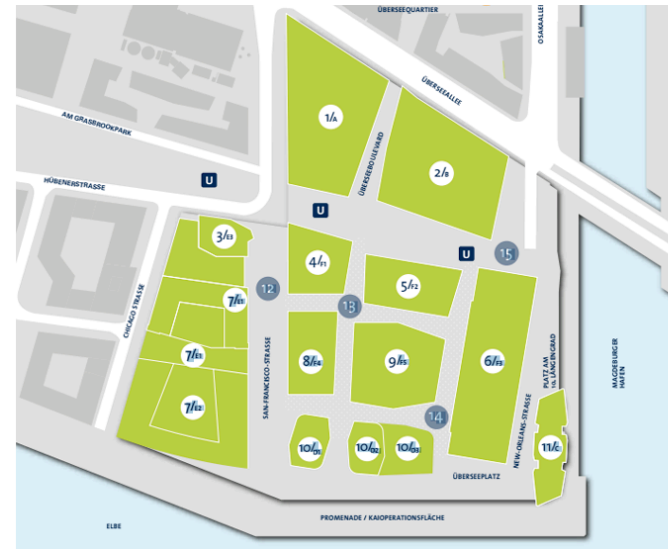 ÜBERSEEQUARTIER
OSAKAALLEE
ÜBERSEEALLEE
1/A
AM GRASBROOKPARK
ÜBERSEEBOULEVARD
2/B
HÜBENERSTRASSE
U
U
3/E3
U
15
4/F1
12
5/F2
7/E1
13
CHICAGO STRASSE
SAN-FRANCISCO-STRASSE
7/E1
8/F4
9/F5
6/F3
PLATZ AM
10. LÄNGENGRAD
MAGDEBURGER
HAFEN
7/E2
14
NEW-ORLEANS-STRASSE
10/D1
10/D2
10/D3
11/C
ÜBERSEEPLATZ
PROMENADE / KAIOPERATIONSFLÄCHE
ELBE